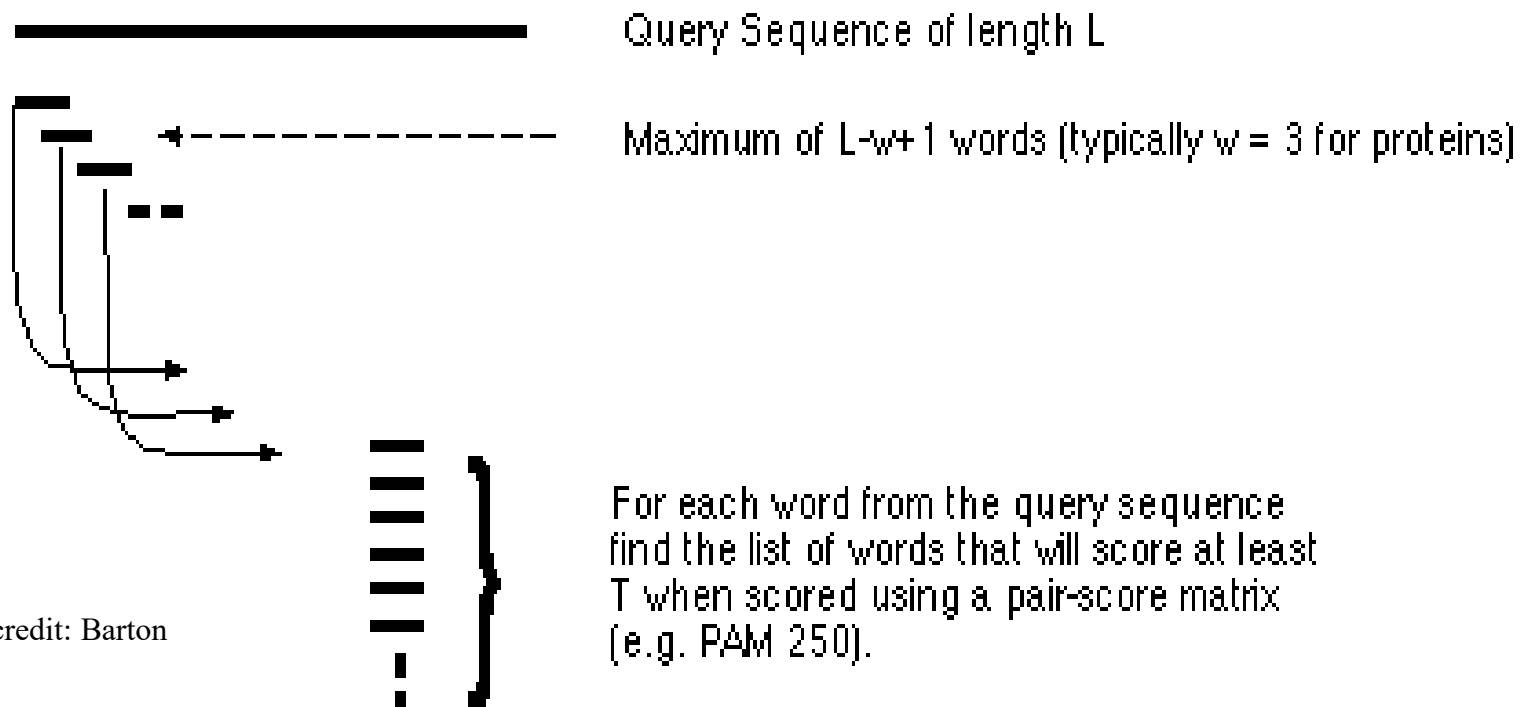 Query Sequence of length L
Maximum of L-w+1 words (typically w = 3 for proteins)
For each word from the query sequence
find the list of words that will score at least
T when scored using a pair-score matrix
(e.g. PAM 250).
credit: Barton